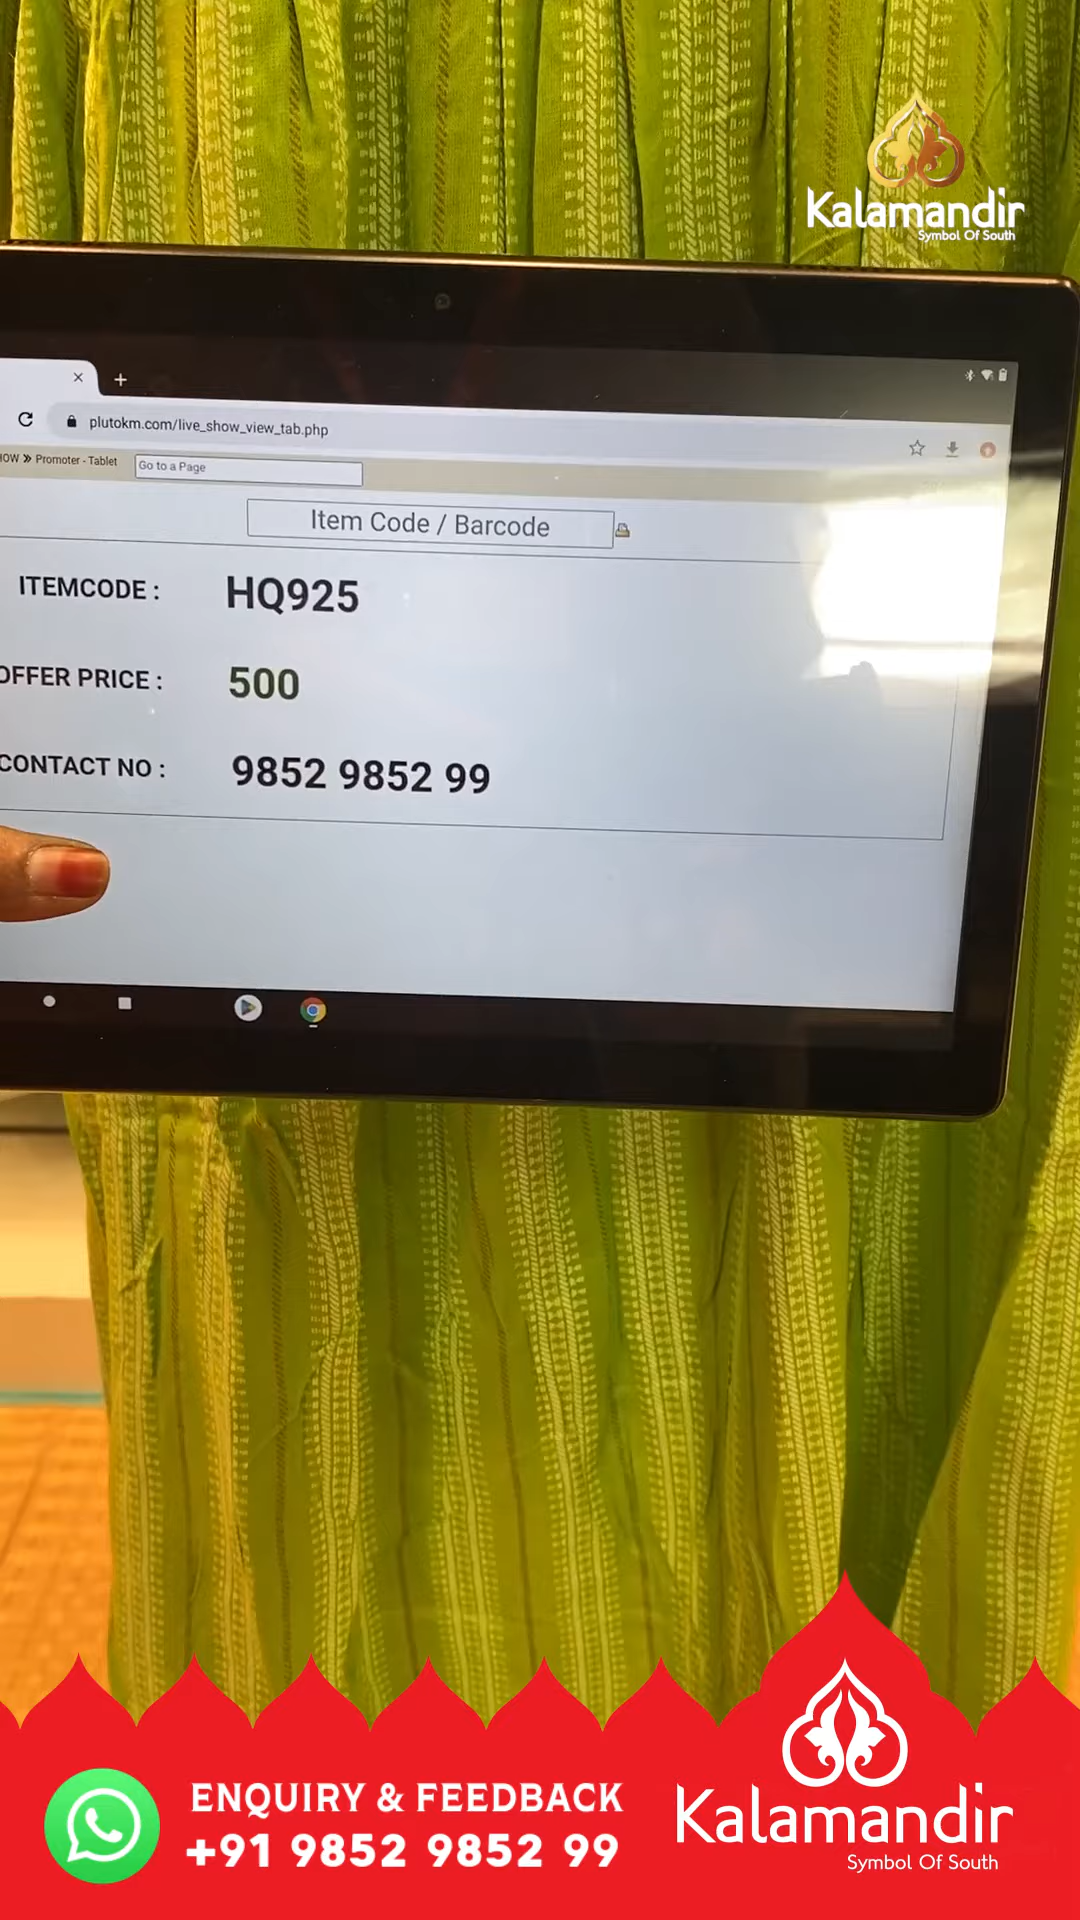 Kalamandir
Symbol Of South
plutokm.com/live_show_view_tab.php
Promoter - Tablet
Go to a Page
Item Code / Barcode
ITEMCODE : HQ925
OFFER PRICE : 500
CONTACT NO : 9852 9852 99
ENQUIRY & FEEDBACK
+91 9852 9852 99
Kalamandir
Symbol Of South